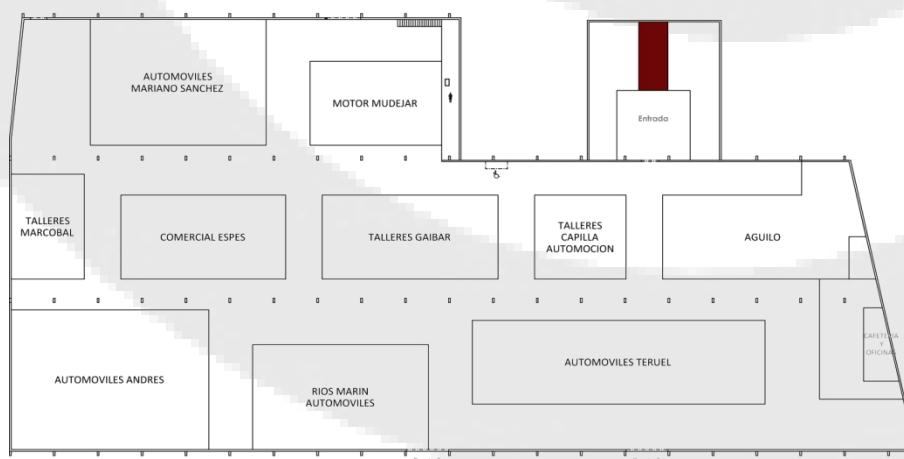 AUTOMOVILES
MARIANO SANCHEZ
MOTOR MUDEJAR
Entrada
TALLERES
MARCOBAL
COMERCIAL ESPES
TALLERES GAIBAR
TALLERES
CAPILLA
AUTOMOCION
AGUILO
AUTOMOVILES ANDRES
RIOS MARIN
AUTOMOVILES
AUTOMOVILES TERUEL
CAFETERIA
Y
OFICINAS